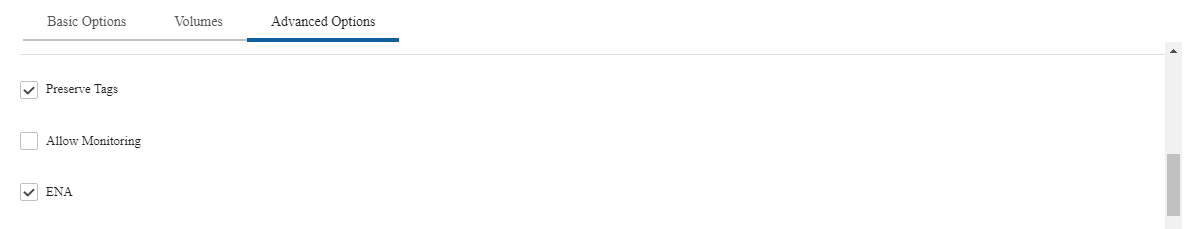 Basic Options Volumes Advanced Options
Preserve Tags
Allow Monitoring
ENA